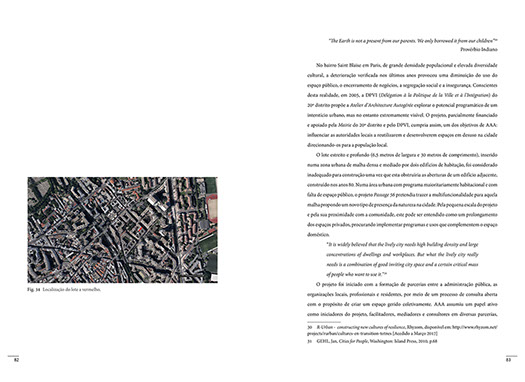 Fig. 34 Localização do lote a vermelho.
82
"The Earth is not a present from our parents. We only borrowed it from our children"
Provérbio Indiano
No bairro Saint Blaise em Paris, de grande densidade populacional e elevada diversidade
cultural, a deterioração verificada nos últimos anos provocou uma diminuição do uso do
espaço público, o encerramento de negócios, a segregação social e a insegurança. Conscientes
desta realidade, em 2005, a DPVI (Délégation à la Politique de la Ville et à l'Intégration) do
20º distrito propõe a Atelier d'Architecture Autogérée explorar o potencial programático de um
interstício urbano, mas no entanto extremamente visível. O projeto, parcialmente financiado
e apoiado pela Mairie do 20º distrito e pelo DPVI, cumpria assim, um dos objetivos de AAA:
influenciar as autoridades locais a reutilizarem e desenvolverem espaços em desuso na cidade
direcionando-os para a população local.
O lote estreito e profundo (6,5 metros de largura e 30 metros de comprimento), inserido
numa zona urbana de malha densa e mediado por dois edifícios de habitação, foi considerado
inadequado para construção uma vez que esta obstruiria as aberturas de um edifício adjacente,
construído nos anos 80. Numa área urbana com programa maioritariamente habitacional e com
falta de espaço público, o projeto Passage 56 pretendia trazer a multifuncionalidade para aquela
malha propondo um novo tipo de presença da natureza na cidade. Pela pequena escala do projeto
e pela sua proximidade com a comunidade, este pode ser entendido como um prolongamento
dos espaços privados, procurando implementar programas e usos que complementem o espaço
doméstico.
"It is widely believed that the lively city needs high building density and large
concentrations of dwellings and workplaces. But what the lively city really
needs is a combination of good inviting city space and a certain critical mass
of people who want to use it."
O projeto foi iniciado com a formação de parcerias entre a administração pública, as
organizações locais, profissionais e residentes, por meio de um processo de consulta aberta
com o propósito de criar um espaço gerido coletivamente. AAA assumiu um papel ativo
como iniciadores do projeto, facilitadores, mediadores e consultores em diversas parcerias,
30 R-Urban – constructing new cultures of resilience, Rhyzom, disponível em: http://www.rhyzom.net/
projects/rurban/cultures-on-transition-termes [Acedido a Março 2017]
31 GEHL, Jan. Cities for People, Washington: Island Press, 2010, p.68
83